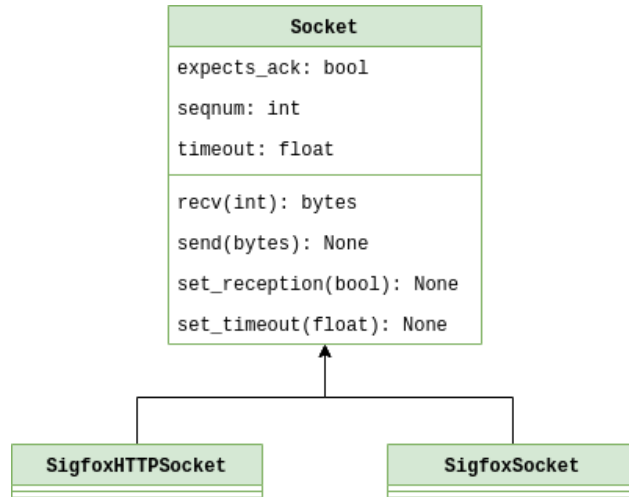 Socket
expects_ack: bool
seqnum: int
timeout: float
recv(int): bytes
send(bytes): None
set_reception(bool): None
set_timeout(float): None
SigfoxHTTPSocket
SigfoxSocket